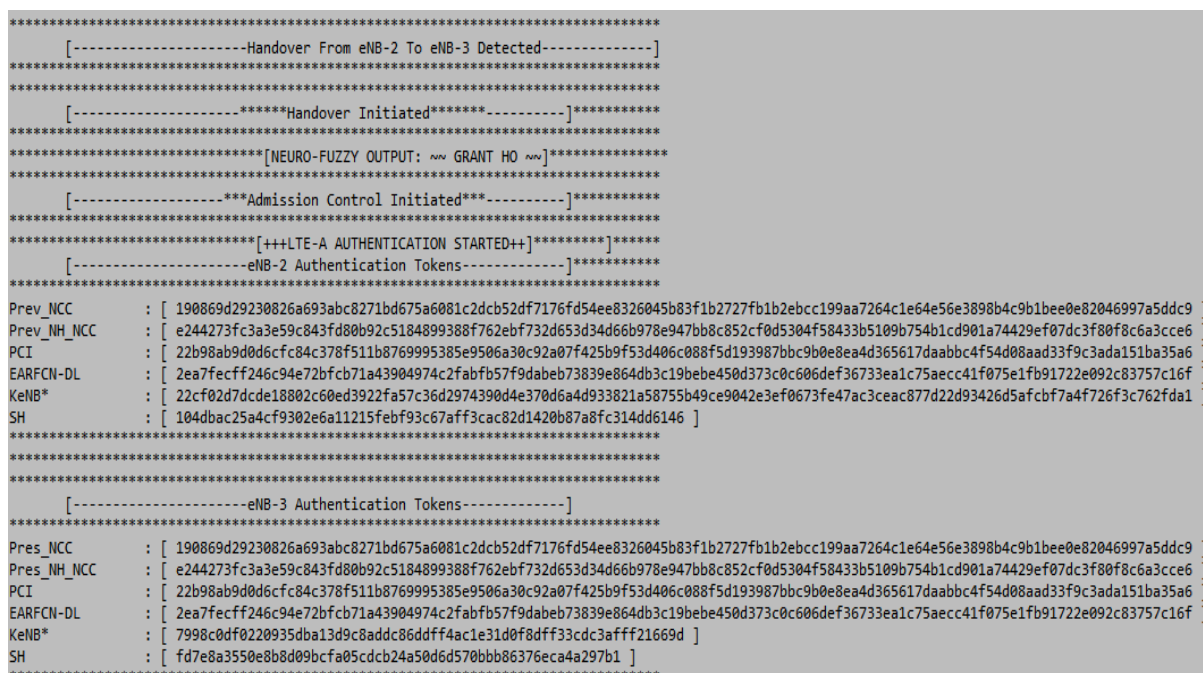 **********************************************************************************
[----------------------Handover From eNB-2 To eNB-3 Detected--------------]
**********************************************************************************
**********************************************************************************
[---------------------******Handover Initiated*******----------]***********
**********************************************************************************
********************************[NEURO-FUZZY OUTPUT: ~~ GRANT HO ~~]***************
**********************************************************************************
[-------------------***Admission Control Initiated***----------]***********
**********************************************************************************
*******************************[+++LTE-A AUTHENTICATION STARTED++]*********]******
[----------------------eNB-2 Authentication Tokens-------------]***********
**********************************************************************************
Prev_NCC : [ 190869d29230826a693abc8271bd675a6081c2dcb52df7176fd54ee8326045b83f1b2727fb1b2ebcc199aa7264c1e64e56e3898b4c9b1bee0e82046997a5ddc9 ]
Prev_NH_NCC : [ e244273fc3a3e59c843fd80b92c5184899388f762ebf732d653d34d66b978e947bb8c852cf0d5304f58433b5109b754b1cd901a74429ef07dc3f80f8c6a3cce6 ]
PCI : [ 22b98ab9d0d6cfc84c378f511b8769995385e9506a30c92a07f425b9f53d406c088f5d193987bbc9b0e8ea4d365617daabbc4f54d08aad33f9c3ada151ba35a6 ]
EARFCN-DL : [ 2ea7fecff246c94e72bfcb71a43904974c2fabfb57f9dabeb73839e864db3c19bebe450d373c0c606def36733ea1c75aecc41f075e1fb91722e092c83757c16f ]
KeNB* : [ 22cf02d7dcde18802c60ed3922fa57c36d2974390d4e370d6a4d933821a58755b49ce9042e3ef0673fe47ac3ceac877d22d93426d5afcbf7a4f726f3c762fda1 ]
SH : [ 104dbac25a4cf9302e6a11215febf93c67aff3cac82d1420b87a8fc314dd6146 ]
**********************************************************************************
**********************************************************************************
**********************************************************************************
[----------------------eNB-3 Authentication Tokens-------------]
**********************************************************************************
Pres_NCC : [ 190869d29230826a693abc8271bd675a6081c2dcb52df7176fd54ee8326045b83f1b2727fb1b2ebcc199aa7264c1e64e56e3898b4c9b1bee0e82046997a5ddc9 ]
Pres_NH_NCC : [ e244273fc3a3e59c843fd80b92c5184899388f762ebf732d653d34d66b978e947bb8c852cf0d5304f58433b5109b754b1cd901a74429ef07dc3f80f8c6a3cce6 ]
PCI : [ 22b98ab9d0d6cfc84c378f511b8769995385e9506a30c92a07f425b9f53d406c088f5d193987bbc9b0e8ea4d365617daabbc4f54d08aad33f9c3ada151ba35a6 ]
EARFCN-DL : [ 2ea7fecff246c94e72bfcb71a43904974c2fabfb57f9dabeb73839e864db3c19bebe450d373c0c606def36733ea1c75aecc41f075e1fb91722e092c83757c16f ]
KeNB* : [ 7998c0df0220935dba13d9c8addc86ddff4ac1e31d0f8dff33cdc3afff21669d ]
SH : [ fd7e8a3550e8b8d09bcfa05cdcb24a50d6d570bbb86376eca4a297b1 ]
**********************************************************************************